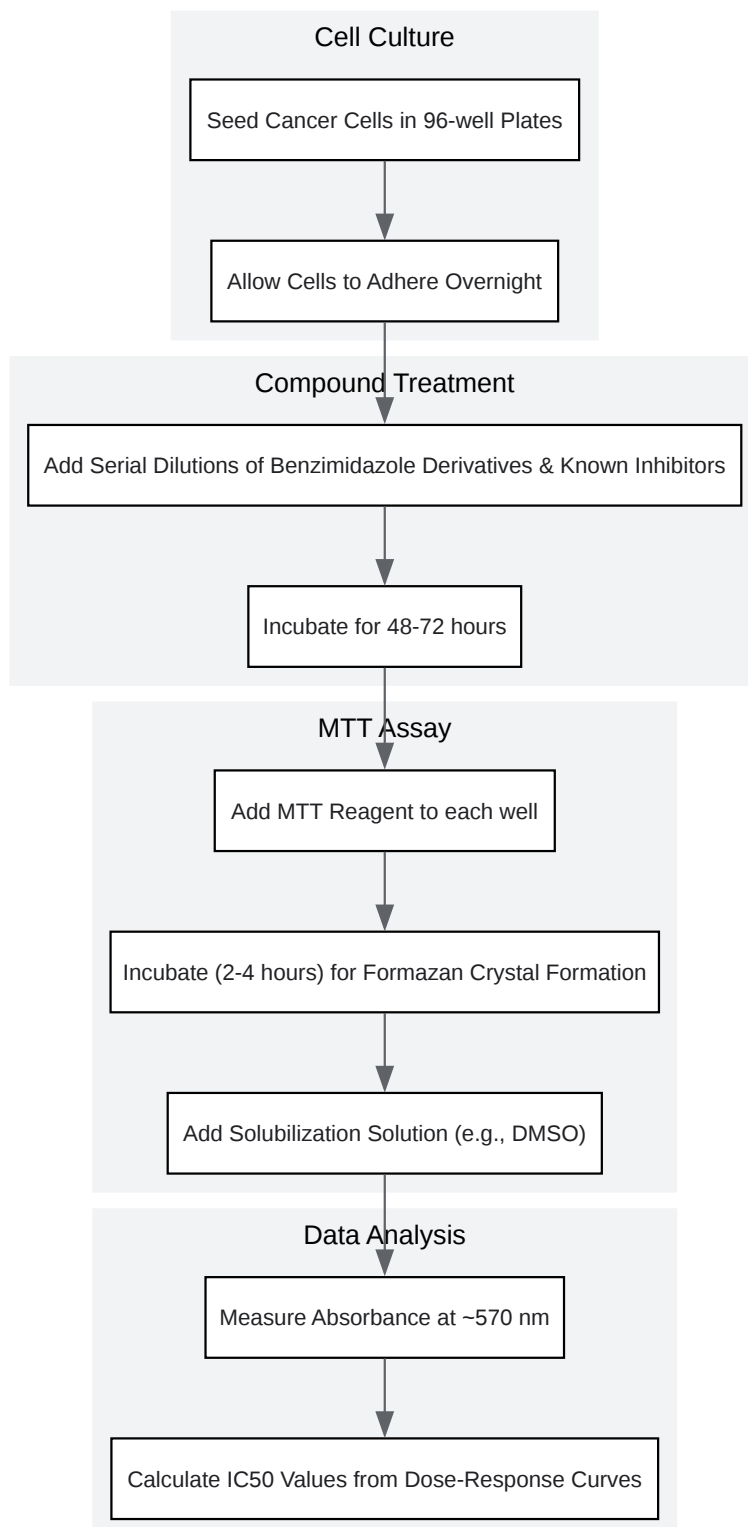 Cell Culture
Seed Cancer Cells in 96-well Plates
Allow Cells to Adhere Overnight
Compound Treatment
Add Serial Dilutions of Benzimidazole Derivatives & Known Inhibitors
Incubate for 48-72 hours
MTT Assay
Add MTT Reagent to each well
Incubate (2-4 hours) for Formazan Crystal Formation
Add Solubilization Solution (e.g., DMSO)
Data Analysis
Measure Absorbance at ~570 nm
Calculate IC50 Values from Dose-Response Curves